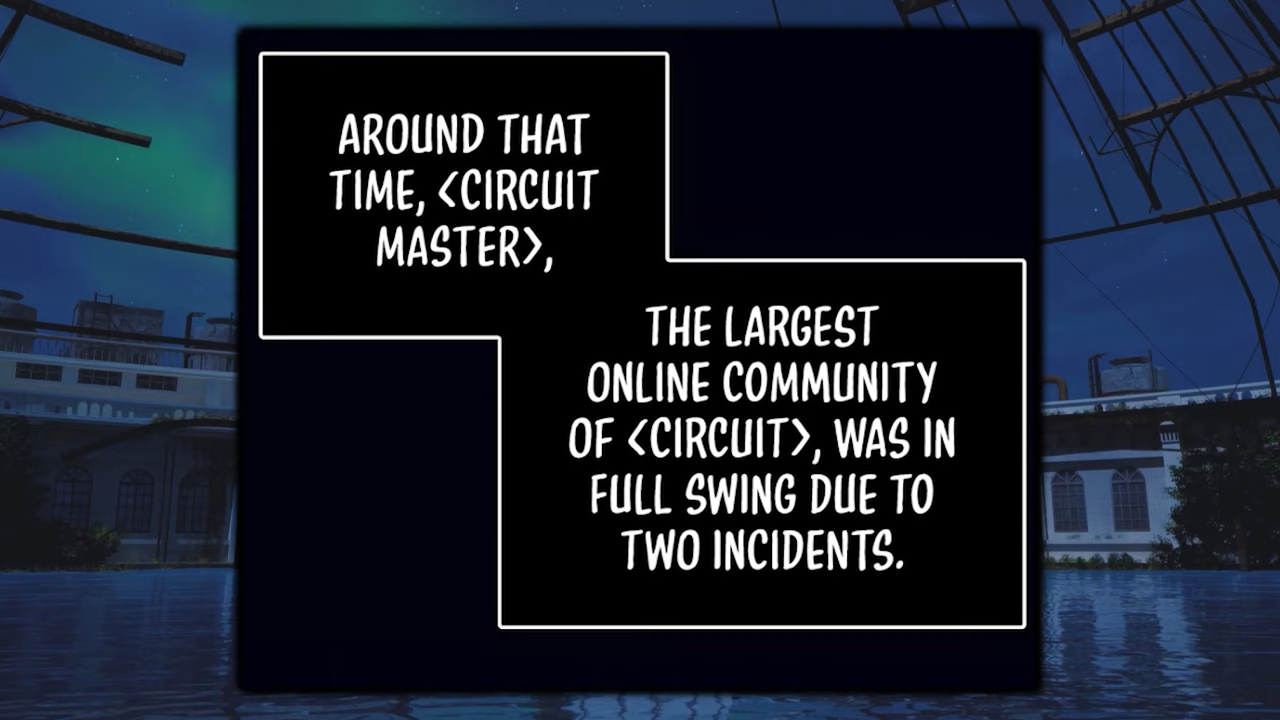 AROUND THAT
TIME, <CIRCUIT
MASTER>,
THE LARGEST
ONLINE COMMUNITY
OF <CIRCUIT>, WAS IN
FULL SWING DUE TO
TWO INCIDENTS.